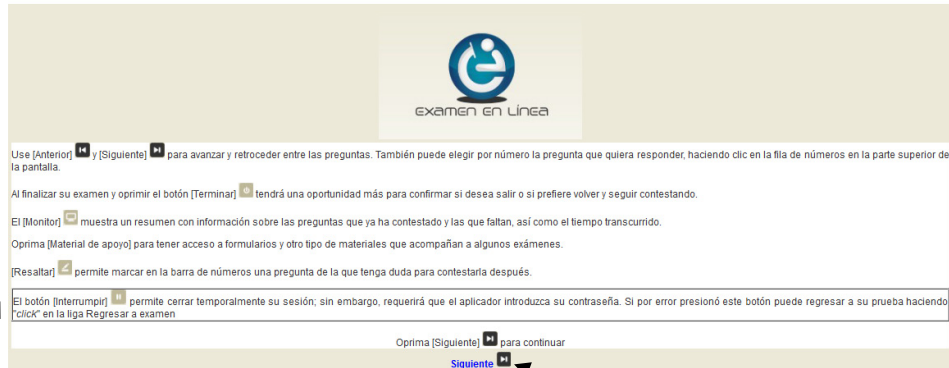 examen en Línea
Use [Anterior] y [Siguiente] para avanzar y retroceder entre las preguntas. También puede elegir por número la pregunta que quiera responder, haciendo clic en la fila de números en la parte superior de
la pantalla.
Al finalizar su examen y oprimir el botón [Terminar] tendrá una oportunidad más para confirmar si desea salir o si prefiere volver y seguir contestando.
El [Monitor] muestra un resumen con información sobre las preguntas que ya ha contestado y las que faltan, así como el tiempo transcurrido.
Oprima [Material de apoyo] para tener acceso a formularios y otro tipo de materiales que acompañan a algunos exámenes.
[Resaltar] permite marcar en la barra de números una pregunta de la que tenga duda para contestarla después.
El botón [Interrumpir] permite cerrar temporalmente su sesión; sin embargo, requerirá que el aplicador introduzca su contraseña. Si por error presionó este botón puede regresar a su prueba haciendo
"click" en la liga Regresar a examen
Oprima [Siguiente] para continuar
Siguiente